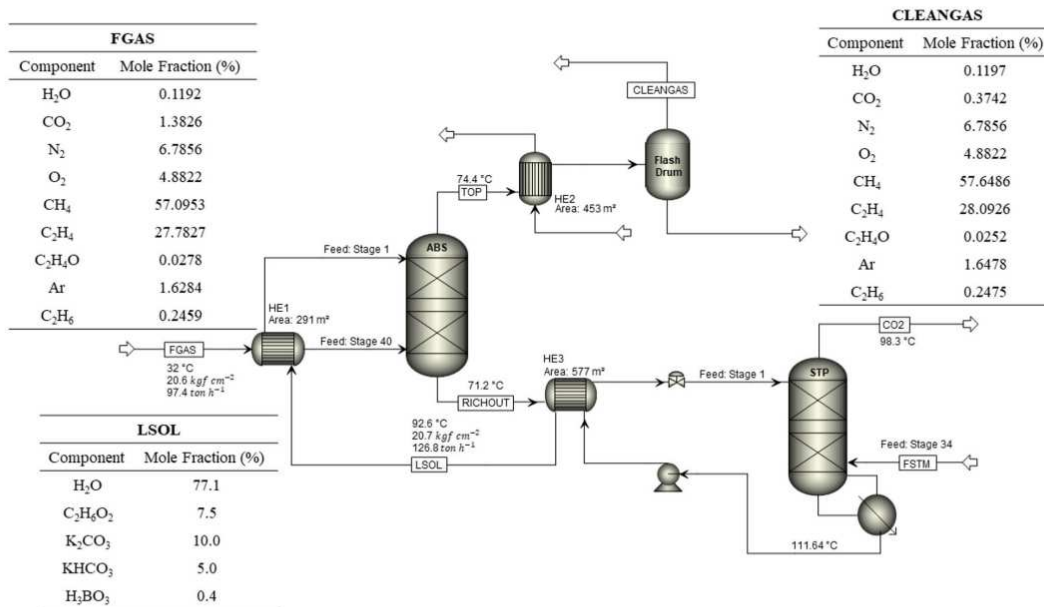 FGAS
Component Mole Fraction (%)
H₂O 0.1192
CO₂ 1.3826
N₂ 6.7856
O₂ 4.8822
CH₄ 57.0953
C₂H₄ 27.7827
C₂H₄O 0.0278
Ar 1.6284
C₂H₆ 0.2459
CLEANGAS
Component Mole Fraction (%)
H₂O 0.1197
CO₂ 0.3742
N₂ 6.7856
O₂ 4.8822
CH₄ 57.6486
C₂H₄ 28.0926
C₂H₄O 0.0252
Ar 1.6478
C₂H₆ 0.2475
CLEANGAS
Flash
Drum
74.4 °C
TOP
HE2
Area: 453 m²
Feed: Stage 1
ABS
HE1
Area: 291 m²
Feed: Stage 40
FGAS
32 °C
20.6 kgf cm⁻²
97.4 ton h⁻¹
71.2 °C
RICHOUT
HE3
Area: 577 m²
Feed: Stage 1
CO2
98.3 °C
STP
Feed: Stage 34
FSTM
92.6 °C
20.7 kgf cm⁻²
126.8 ton h⁻¹
LSOL
111.64 °C
LSOL
Component Mole Fraction (%)
H₂O 77.1
C₂H₆O₂ 7.5
K₂CO₃ 10.0
KHCO₃ 5.0
H₃BO₃ 0.4